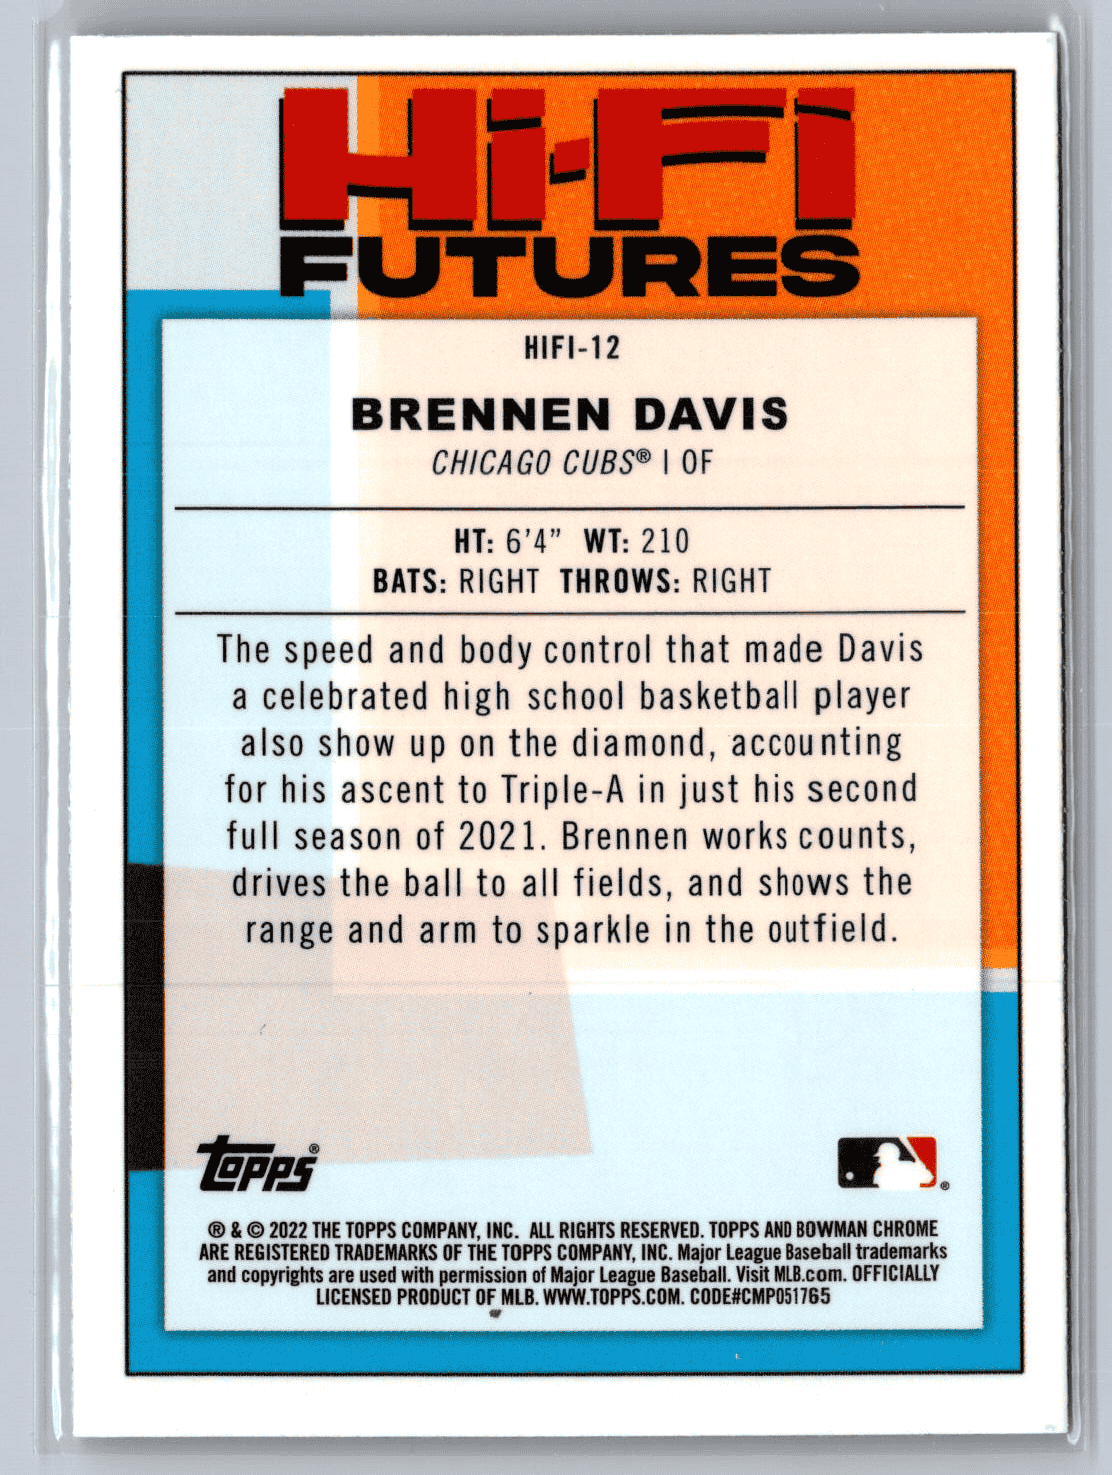 Hi-Fi
FUTURES
HIFI-12
BRENNEN DAVIS
CHICAGO CUBS® | OF
HT: 6'4" WT: 210
BATS: RIGHT THROWS: RIGHT
The speed and body control that made Davis
a celebrated high school basketball player
also show up on the diamond, accounting
for his ascent to Triple-A in just his second
full season of 2021. Brennen works counts,
drives the ball to all fields, and shows the
range and arm to sparkle in the outfield.
Topps®
®
® & © 2022 THE TOPPS COMPANY, INC. ALL RIGHTS RESERVED. TOPPS AND BOWMAN CHROME
ARE REGISTERED TRADEMARKS OF THE TOPPS COMPANY, INC. Major League Baseball trademarks
and copyrights are used with permission of Major League Baseball. Visit MLB.com. OFFICIALLY
LICENSED PRODUCT OF MLB. WWW.TOPPS.COM. CODE#CMP051765